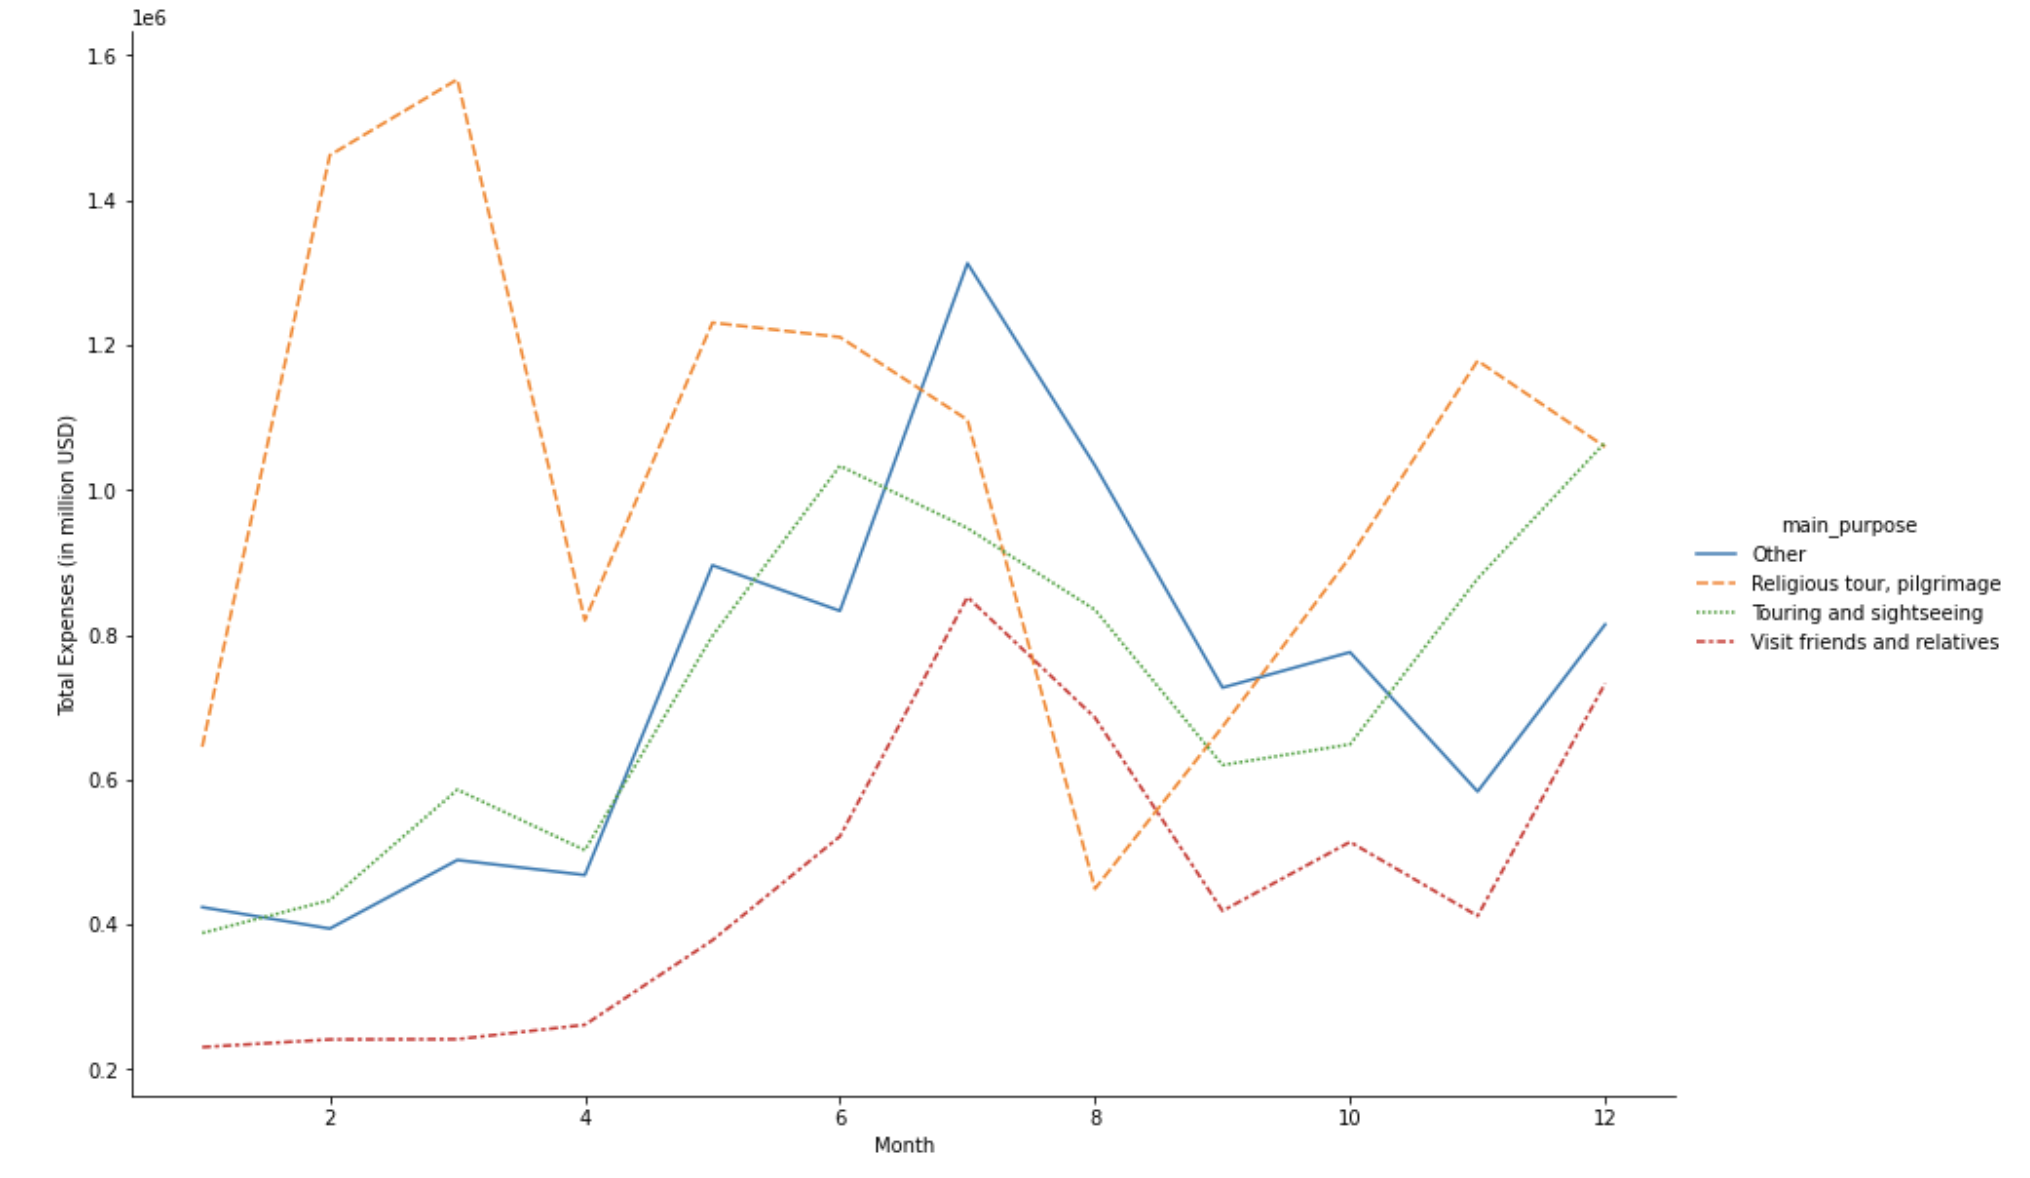 1e6
1.6
1.4
1.2
1.0
0.8
0.6
0.4
0.2
Total Expenses (in million USD)
2
4
6
8
10
12
Month
main_purpose
Other
Religious tour, pilgrimage
Touring and sightseeing
Visit friends and relatives